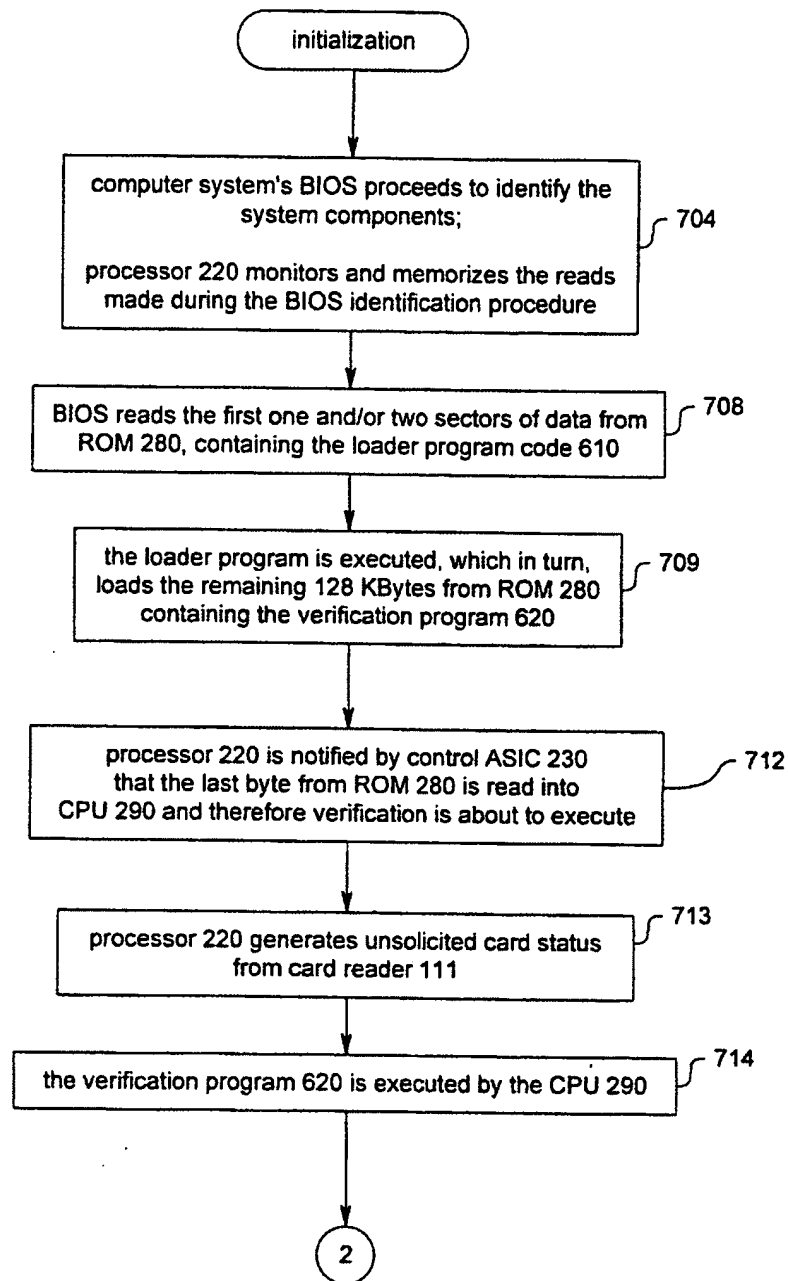 initialization
computer system's BIOS proceeds to identify the
system components;
processor 220 monitors and memorizes the reads
made during the BIOS identification procedure
704
BIOS reads the first one and/or two sectors of data from
ROM 280, containing the loader program code 610
708
the loader program is executed, which in turn,
loads the remaining 128 KBytes from ROM 280
containing the verification program 620
709
processor 220 is notified by control ASIC 230
that the last byte from ROM 280 is read into
CPU 290 and therefore verification is about to execute
712
processor 220 generates unsolicited card status
from card reader 111
713
the verification program 620 is executed by the CPU 290
714
2